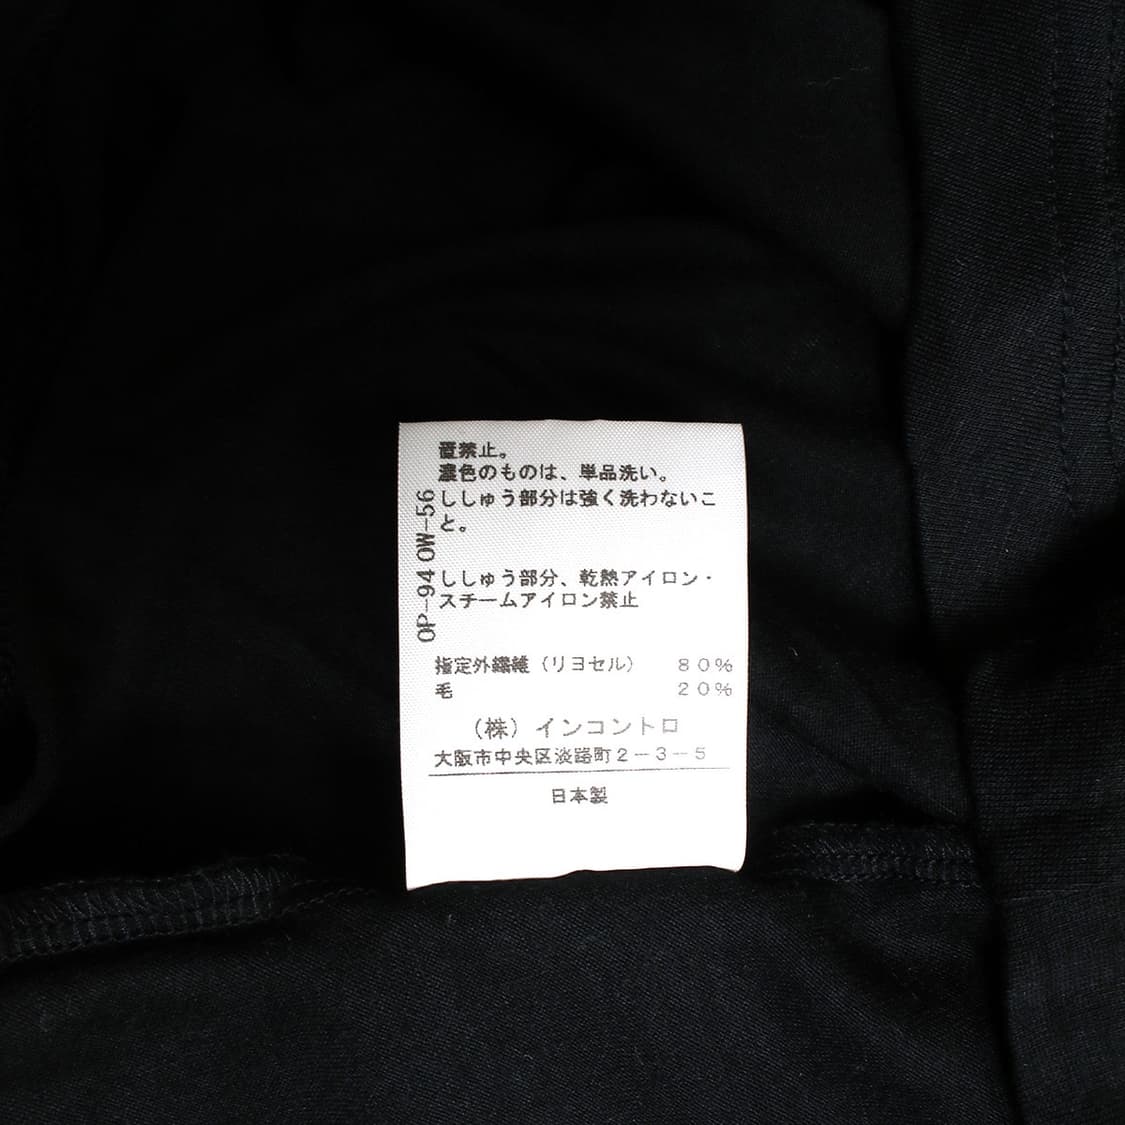 置禁止。
濃色のものは、単品洗い。
ししゅう部分は強く洗わないこ
と。
ししゅう部分、乾熱アイロン・
スチームアイロン禁止
指定外繊維（リヨセル） 80%
毛 20%
（株）インコントロ
大阪市中央区淡路町2−3−5
日本製
OP-940W-56